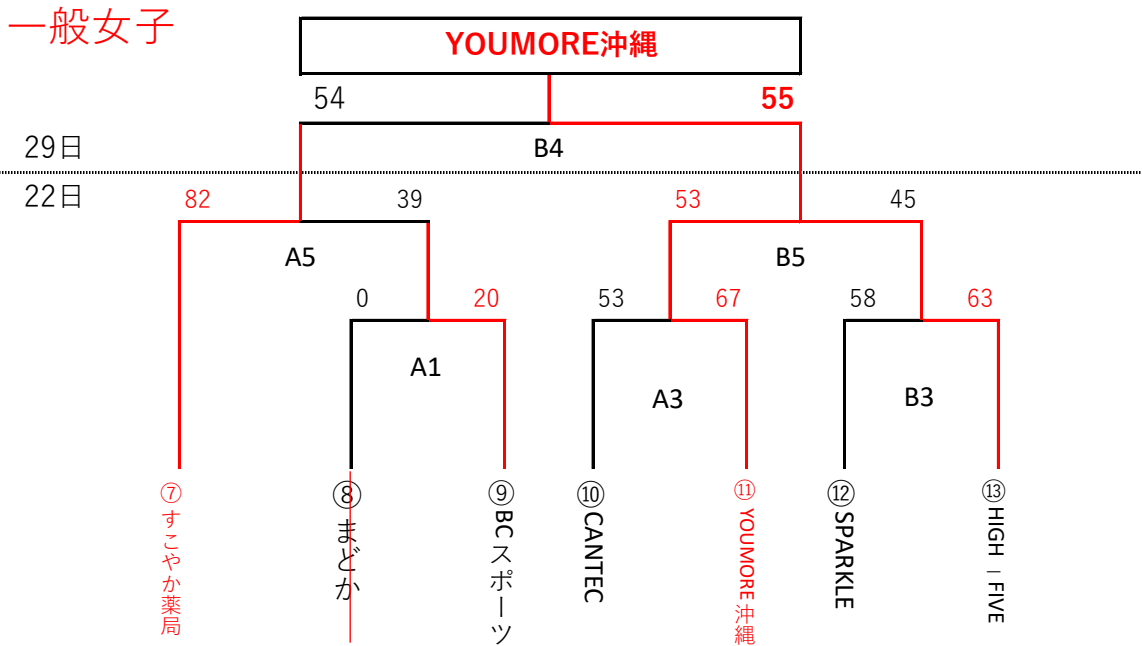 一般女子
YOUMORE沖縄
54
55
29日
B4
22日
82
39
53
45
A5
B5
0
20
53
67
58
63
A1
A3
B3
⑦すこやか薬局
⑧まどか
⑨BCスポーツ
⑩CANTEC
⑪YOUMORE沖縄
⑫SPARKLE
⑬HIGH｜FIVE